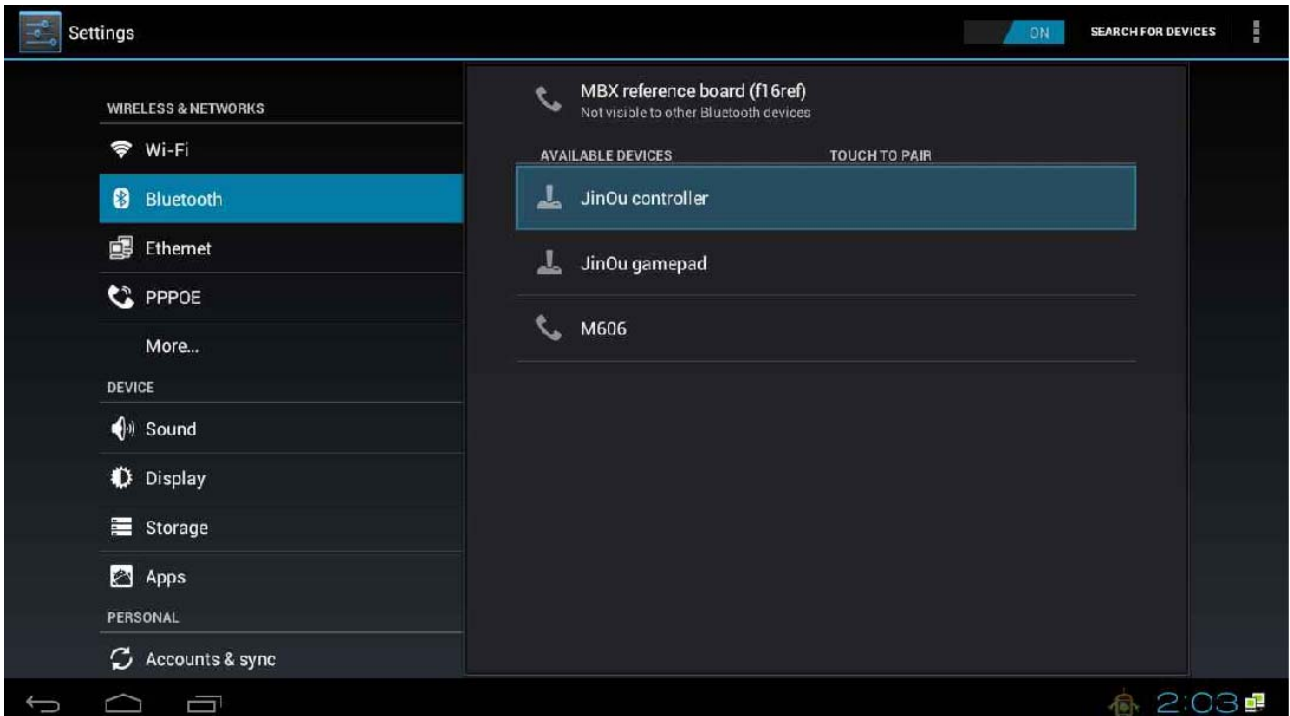 Settings
ON
SEARCH FOR DEVICES
WIRELESS & NETWORKS
Wi-Fi
Bluetooth
Ethernet
PPPOE
More...
DEVICE
Sound
Display
Storage
Apps
PERSONAL
Accounts & sync
MBX reference board (f16ref)
Not visible to other Bluetooth devices
AVAILABLE DEVICES TOUCH TO PAIR
JinOu controller
JinOu gamepad
M606
2:03